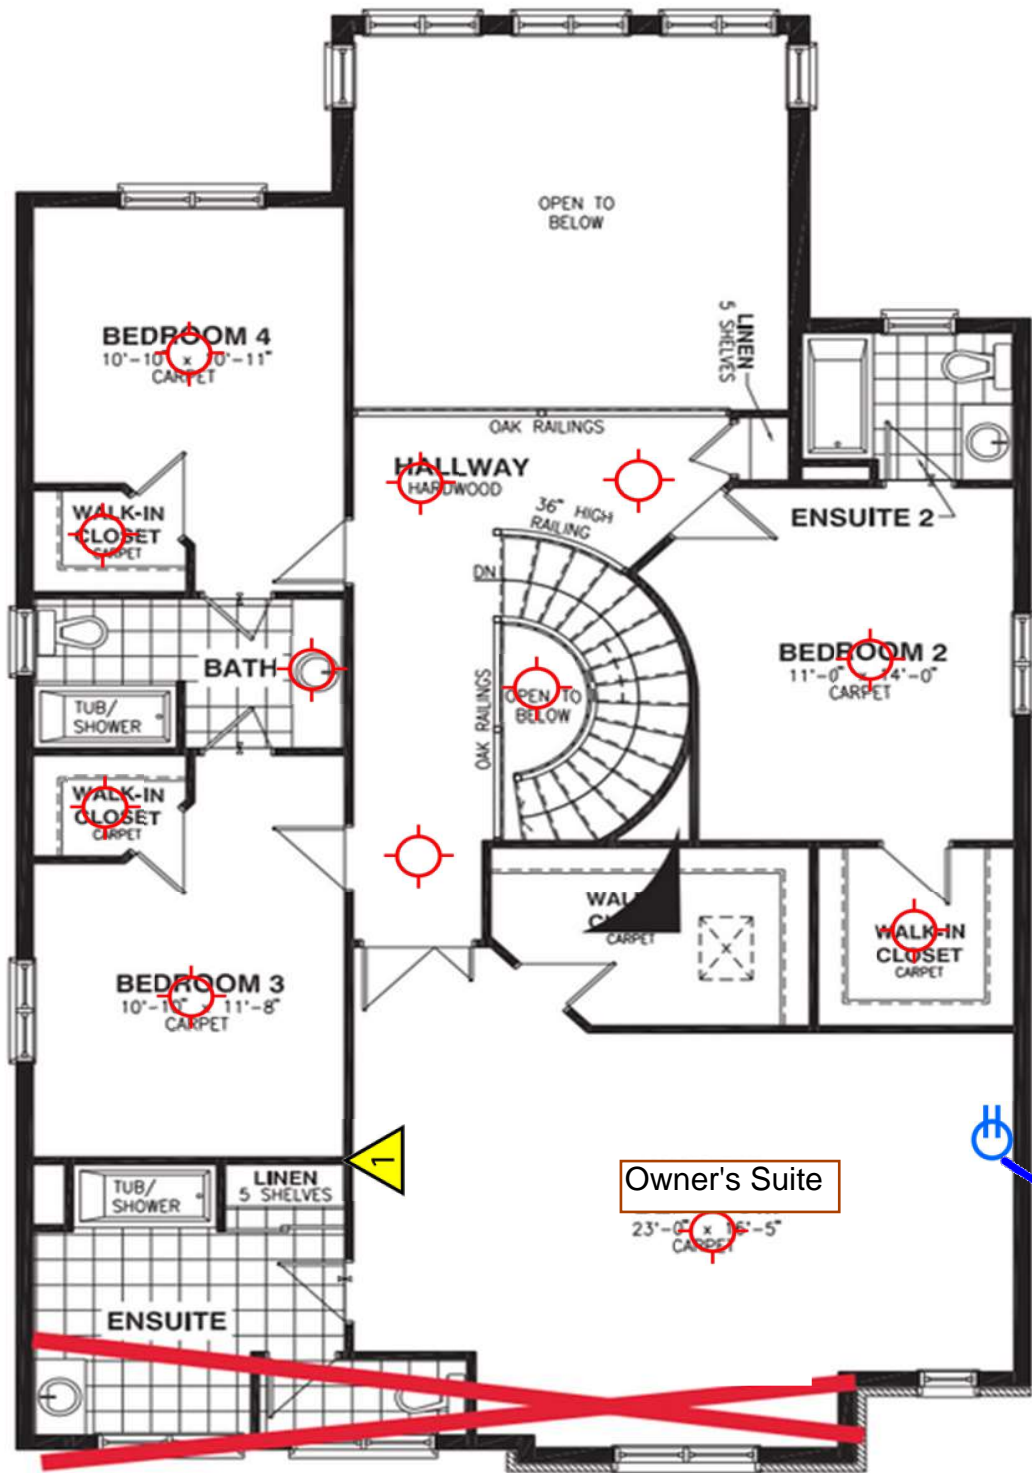 OPEN TO
BELOW
BEDROOM 4
10'-10" x 10'-11"
CARPET
LINEN
5 SHELVES
OAK RAILINGS
HALLWAY
HARDWOOD
36" HIGH
RAILING
ENSUITE 2
WALK-IN
CLOSET
CARPET
DN
BATH
BEDROOM 2
11'-0" x 14'-0"
CARPET
OPEN TO
BELOW
OAK RAILINGS
TUB/
SHOWER
WALK-IN
CLOSET
CARPET
CARPET
WALK-IN
CLOSET
CARPET
BEDROOM 3
10'-10" x 11'-8"
CARPET
1
TUB/
SHOWER
LINEN
5 SHELVES
Owner's Suite
23'-0" x 16'-5"
CARPET
ENSUITE